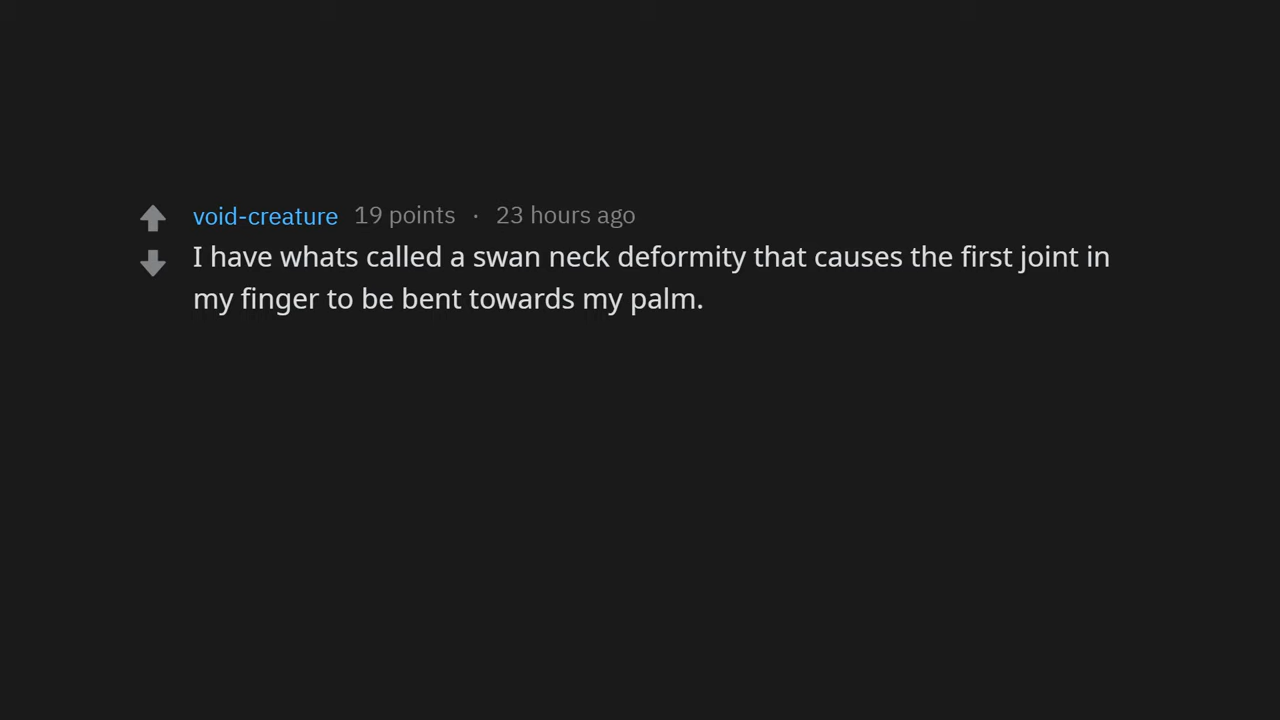 void-creature 19 points · 23 hours ago
I have whats called a swan neck deformity that causes the first joint in
my finger to be bent towards my palm.